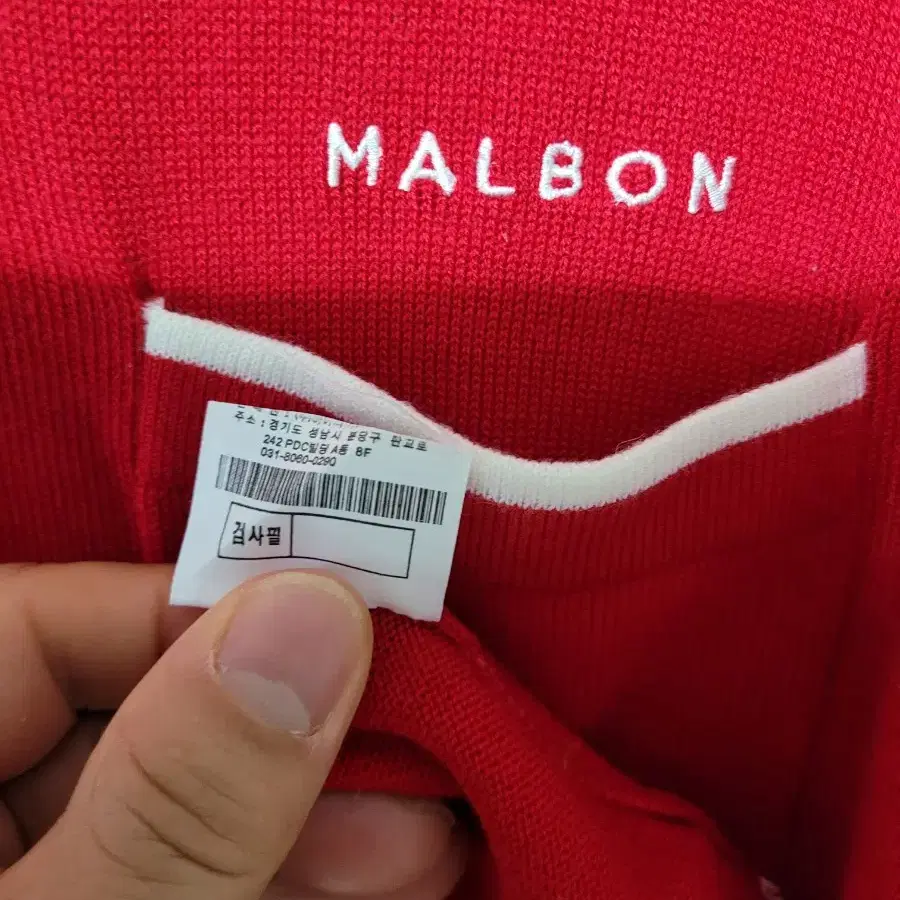 MALBON
주소 : 경기도 성남시 분당구 판교로
242 PDC빌딩 A동 8F
031-8060-0290
검사필